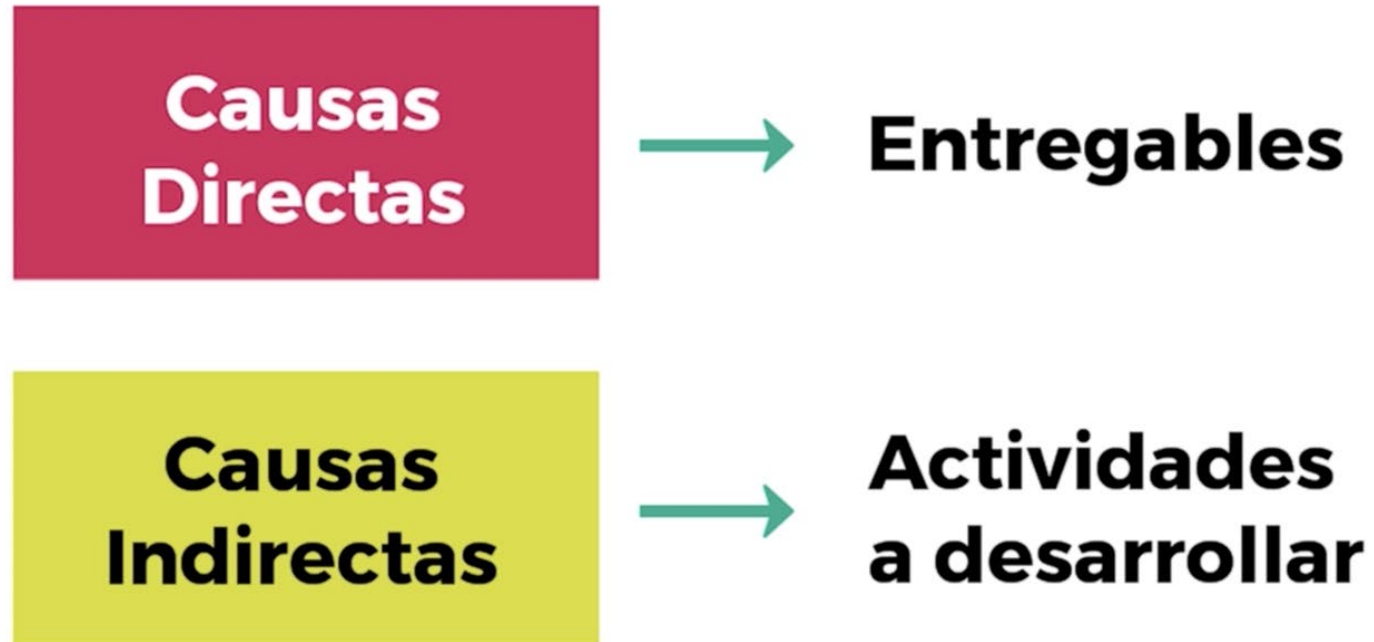 Causas
Directas
Entregables
Causas
Indirectas
Actividades
a desarrollar